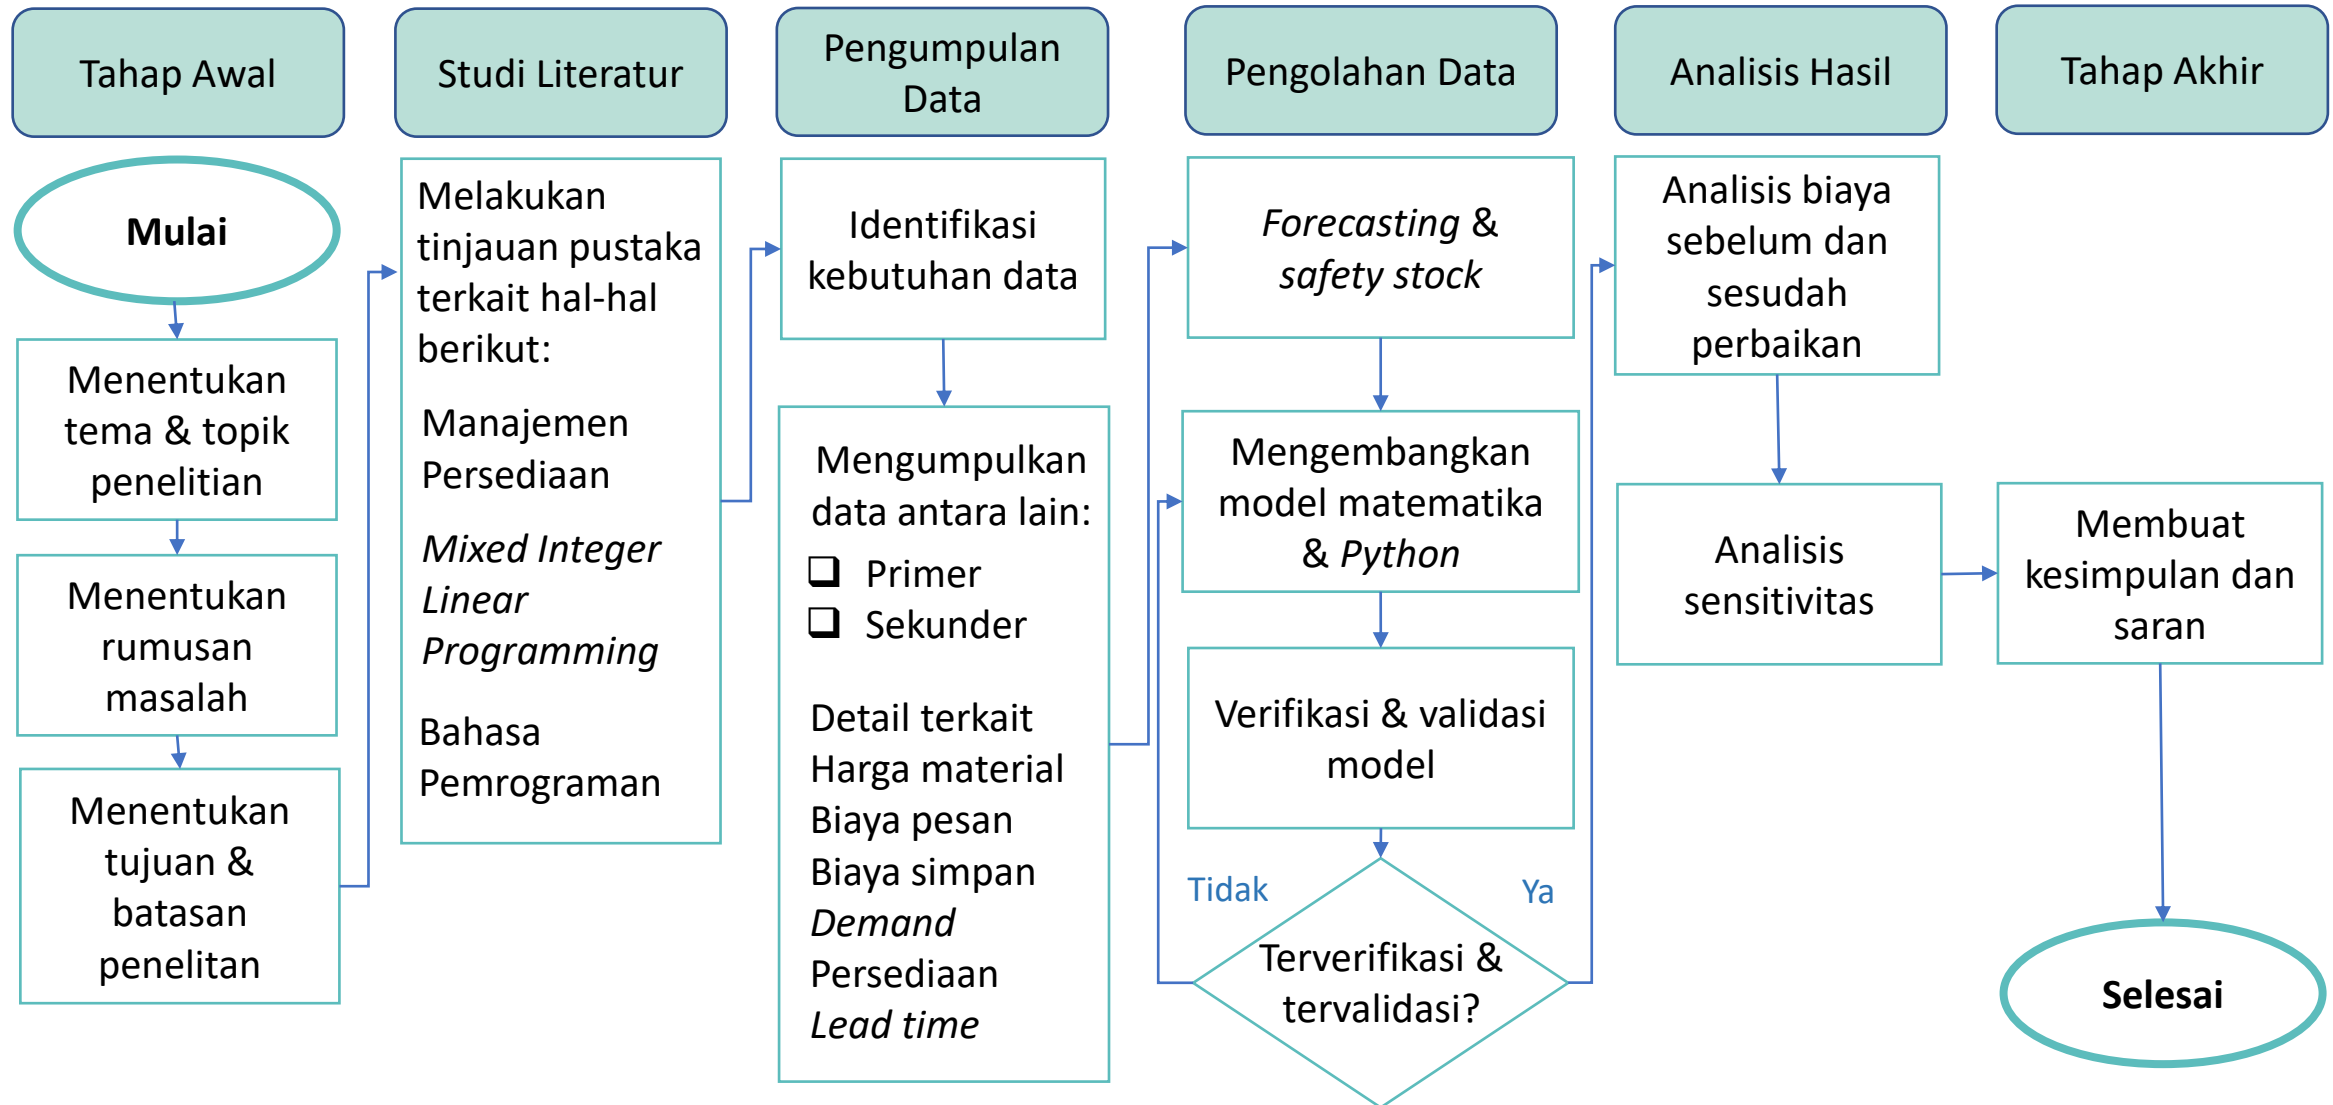 Tahap Awal
Studi Literatur
Pengumpulan
Data
Pengolahan Data
Analisis Hasil
Tahap Akhir
Mulai
Menentukan
tema & topik
penelitian
Menentukan
rumusan
masalah
Menentukan
tujuan &
batasan
penelitan
Melakukan
tinjauan pustaka
terkait hal-hal
berikut:
Manajemen
Persediaan
Mixed Integer
Linear
Programming
Bahasa
Pemrograman
Identifikasi
kebutuhan data
Mengumpulkan
data antara lain:
❑ Primer
❑ Sekunder
Detail terkait
Harga material
Biaya pesan
Biaya simpan
Demand
Persediaan
Lead time
Forecasting &
safety stock
Mengembangkan
model matematika
& Python
Verifikasi & validasi
model
Tidak
Ya
Terverifikasi &
tervalidasi?
Analisis biaya
sebelum dan
sesudah
perbaikan
Analisis
sensitivitas
Membuat
kesimpulan dan
saran
Selesai